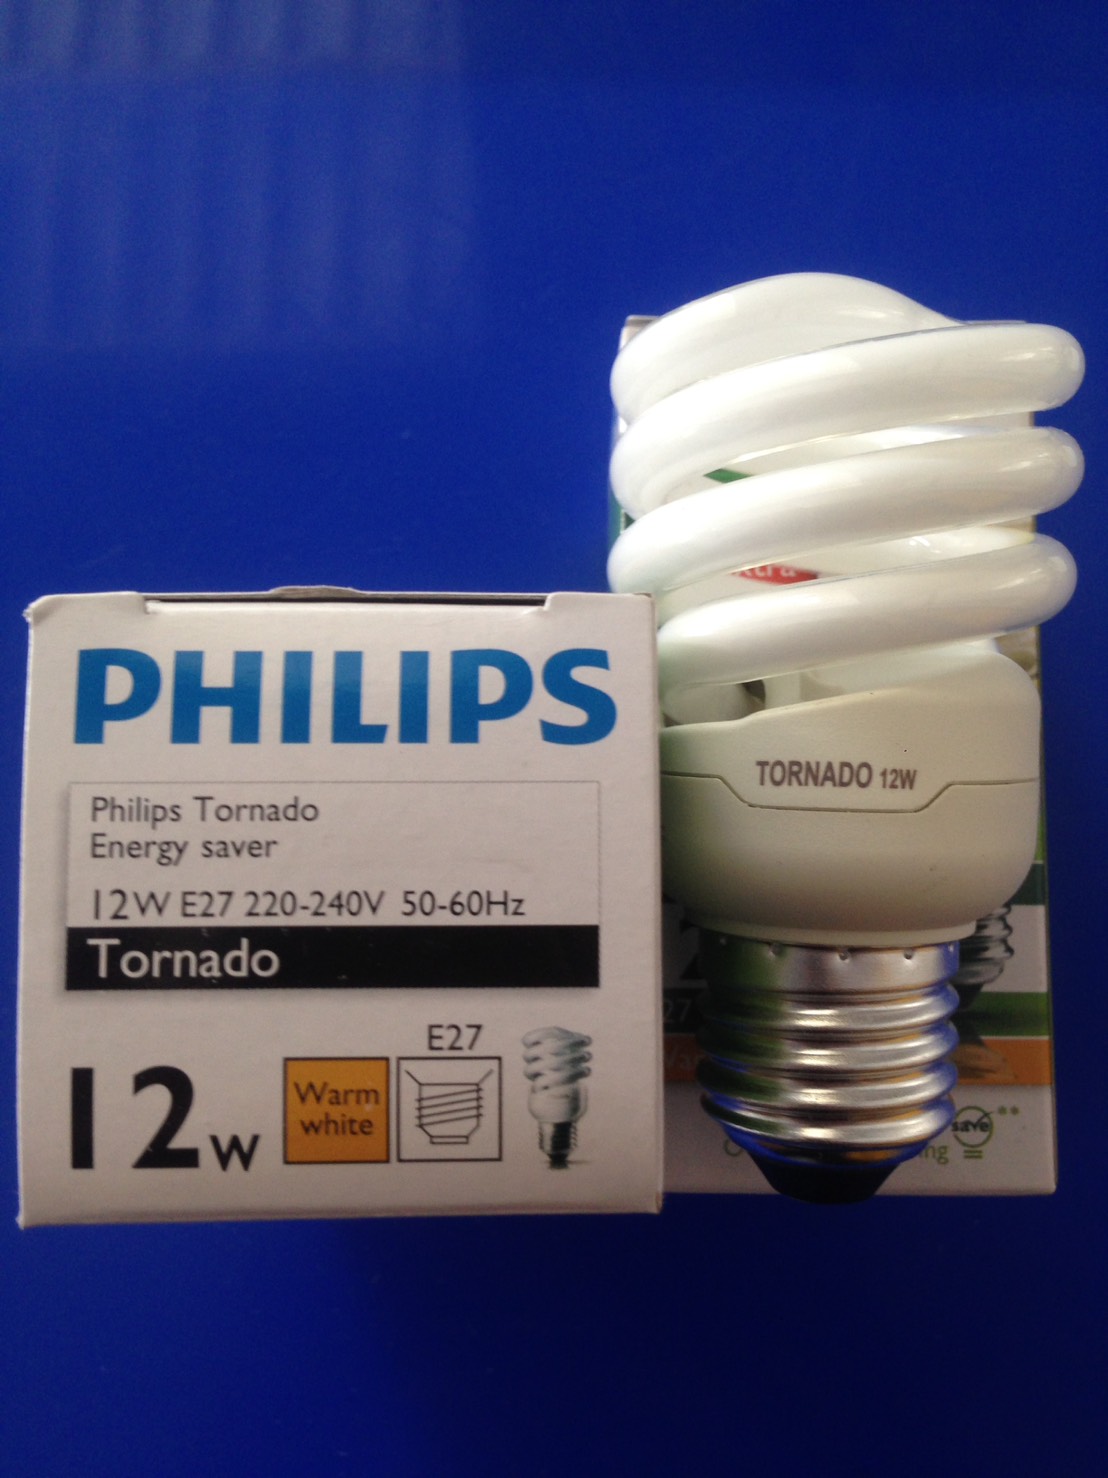 PHILIPS
Philips Tornado
Energy saver
12W E27 220-240V 50-60Hz
Tornado
E27
12W
Warm
white
TORNADO 12W
save